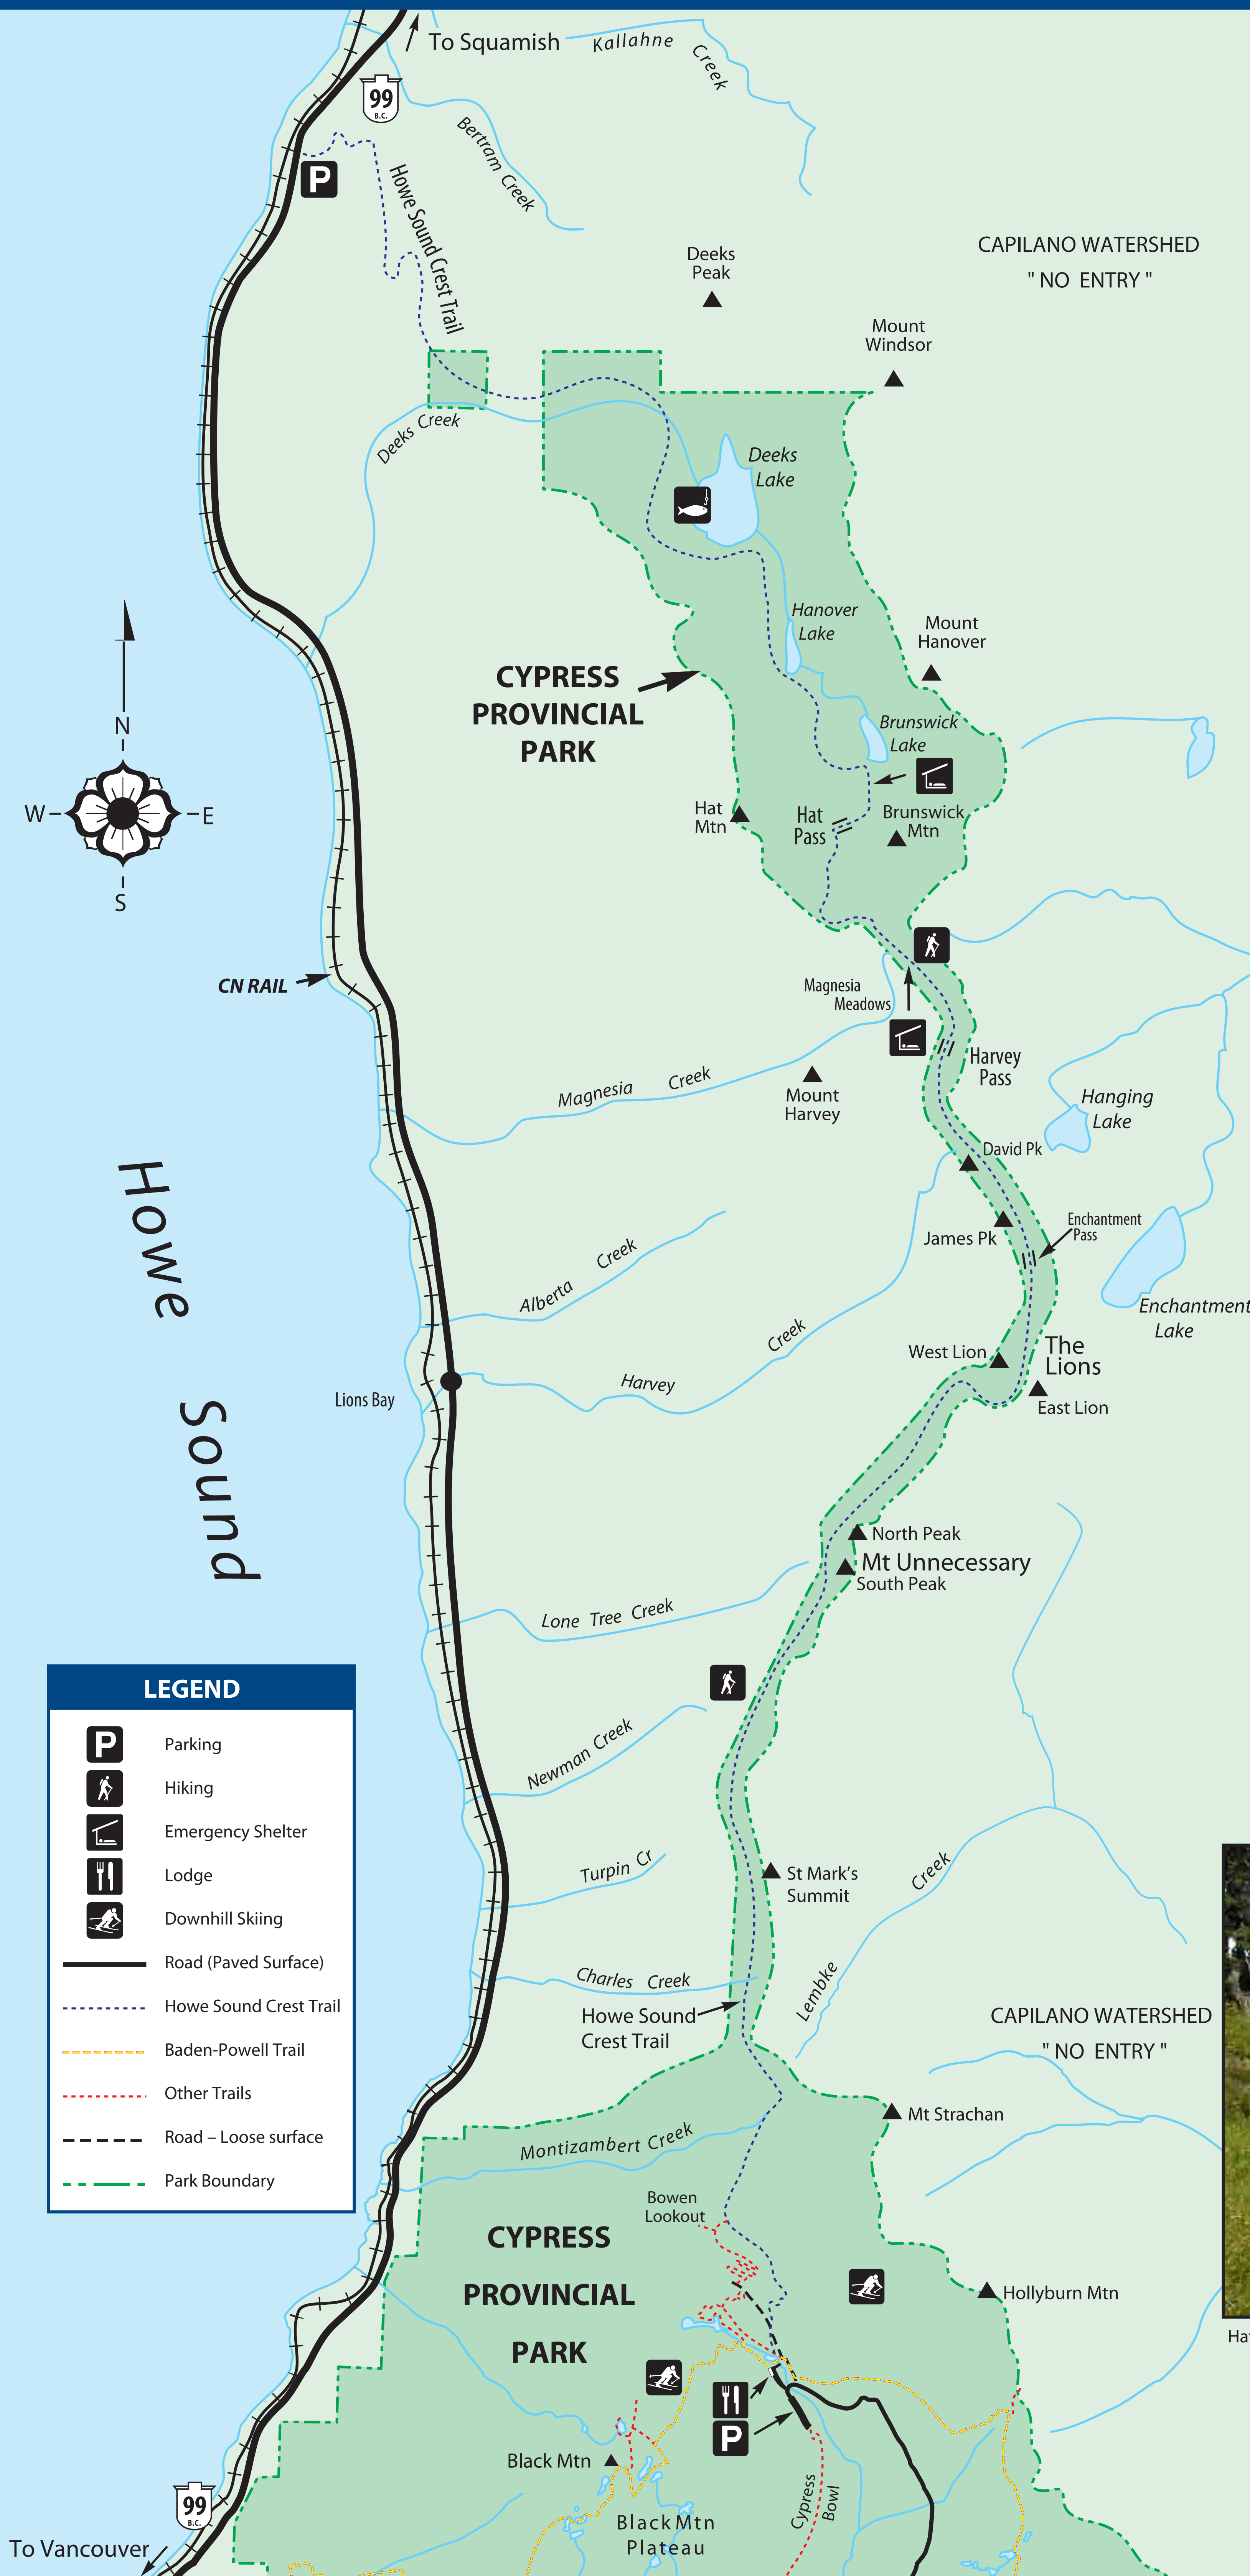 To Squamish
Kallahne
Creek
99
B.C.
Bertram Creek
P
Howe Sound Crest Trail
CAPILANO WATERSHED
" NO ENTRY "
Deeks
Peak
Mount
Windsor
Deeks Creek
Deeks
Lake
Hanover
Lake
Mount
Hanover
CYPRESS
PROVINCIAL
PARK
N
W
E
S
Brunswick
Lake
Hat
Mtn
Hat
Pass
Brunswick
Mtn
CN RAIL
Magnesia
Meadows
Harvey
Pass
Magnesia Creek
Mount
Harvey
Hanging
Lake
David Pk
James Pk
Enchantment
Pass
Enchantment
Lake
Howe
Sound
Alberta Creek
Harvey Creek
Lions Bay
West Lion
The
Lions
East Lion
North Peak
Mt Unnecessary
South Peak
Lone Tree Creek
Newman Creek
Turpin Cr
St Mark's
Summit
Lembke Creek
Charles Creek
Howe Sound
Crest Trail
CAPILANO WATERSHED
" NO ENTRY "
LEGEND
P Parking
Hiking
Emergency Shelter
Lodge
Downhill Skiing
Road (Paved Surface)
Howe Sound Crest Trail
Baden-Powell Trail
Other Trails
Road – Loose surface
Park Boundary
Mt Strachan
Montizambert Creek
Bowen
Lookout
CYPRESS
PROVINCIAL
PARK
Hollyburn Mtn
P
Black Mtn
Black Mtn
Plateau
Cypress
Bowl
99
B.C.
To Vancouver